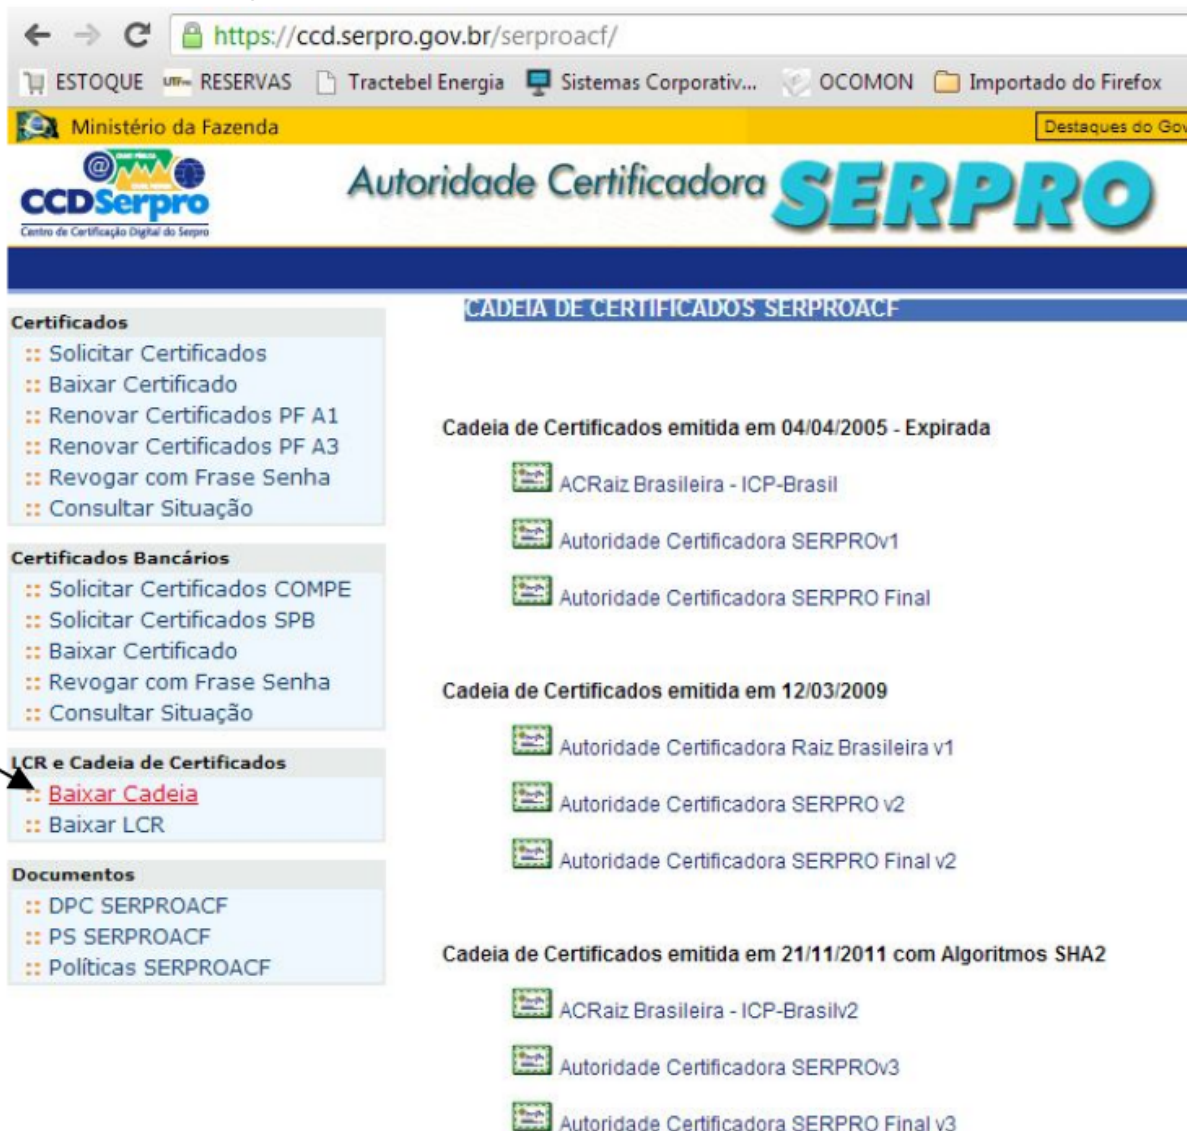 https://ccd.serpro.gov.br/serproacf/
ESTOQUE RESERVAS Tractebel Energia Sistemas Corporativ... OCOMON Importado do Firefox
Ministério da Fazenda
Destaques do Gov
CCDSerpro
Centro de Certificação Digital do Serpro
Autoridade Certificadora SERPRO
Certificados
:: Solicitar Certificados
:: Baixar Certificado
:: Renovar Certificados PF A1
:: Renovar Certificados PF A3
:: Revogar com Frase Senha
:: Consultar Situação
Certificados Bancários
:: Solicitar Certificados COMPE
:: Solicitar Certificados SPB
:: Baixar Certificado
:: Revogar com Frase Senha
:: Consultar Situação
LCR e Cadeia de Certificados
:: Baixar Cadeia
:: Baixar LCR
Documentos
:: DPC SERPROACF
:: PS SERPROACF
:: Políticas SERPROACF
CADEIA DE CERTIFICADOS SERPROACF
Cadeia de Certificados emitida em 04/04/2005 - Expirada
ACRaiz Brasileira - ICP-Brasil
Autoridade Certificadora SERPROv1
Autoridade Certificadora SERPRO Final
Cadeia de Certificados emitida em 12/03/2009
Autoridade Certificadora Raiz Brasileira v1
Autoridade Certificadora SERPRO v2
Autoridade Certificadora SERPRO Final v2
Cadeia de Certificados emitida em 21/11/2011 com Algoritmos SHA2
ACRaiz Brasileira - ICP-Brasilv2
Autoridade Certificadora SERPROv3
Autoridade Certificadora SERPRO Final v3